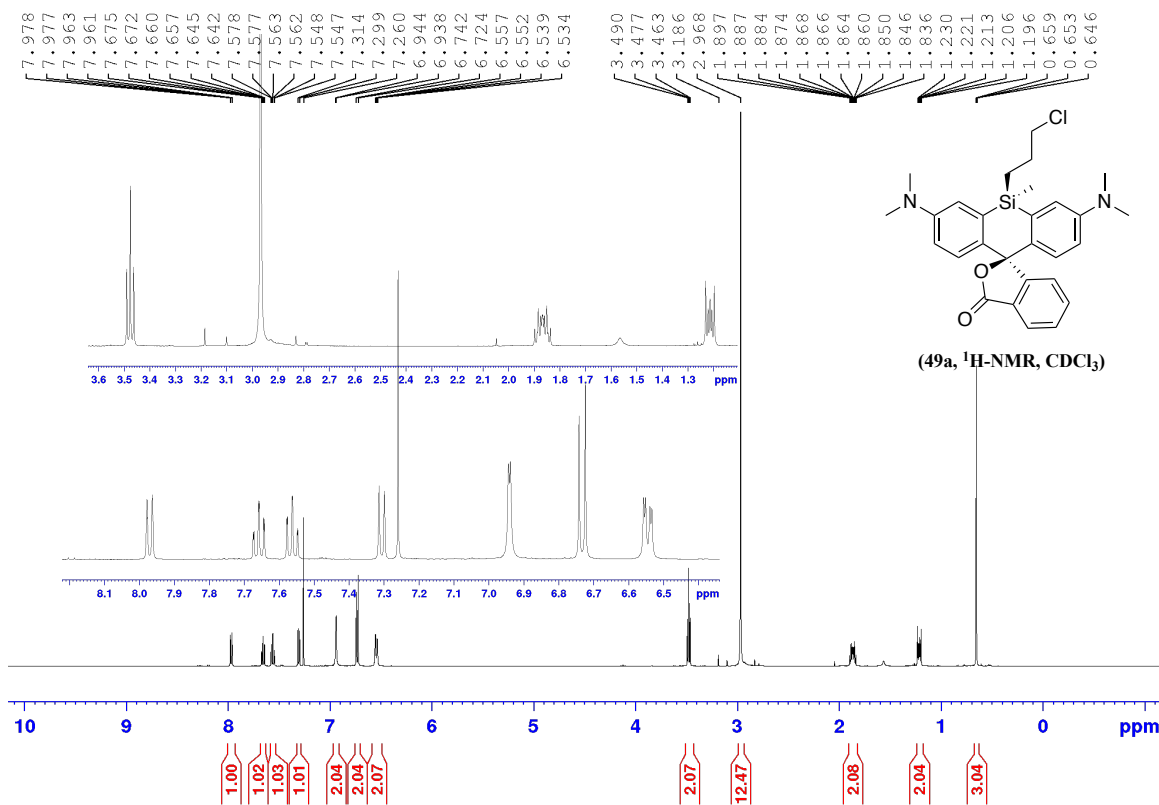 7.978 7.977 7.963 7.961 7.675 7.672 7.660 7.657 7.645 7.642 7.578 7.577 7.563 7.562 7.548 7.547 7.314 7.299 7.260 6.944 6.938 6.742 6.724 6.557 6.552 6.539 6.534 3.490 3.477 3.463 3.186 2.968 1.897 1.887 1.884 1.874 1.868 1.866 1.864 1.860 1.850 1.846 1.836 1.230 1.221 1.213 1.206 1.196 0.659 0.653 0.646
Cl
N Si N
O
O
(49a, ¹H-NMR, CDCl₃)
3.6 3.5 3.4 3.3 3.2 3.1 3.0 2.9 2.8 2.7 2.6 2.5 2.4 2.3 2.2 2.1 2.0 1.9 1.8 1.7 1.6 1.5 1.4 1.3 ppm
8.1 8.0 7.9 7.8 7.7 7.6 7.5 7.4 7.3 7.2 7.1 7.0 6.9 6.8 6.7 6.6 6.5 ppm
10 9 8 7 6 5 4 3 2 1 0 ppm
1.00 1.02 1.03 1.01 2.04 2.04 2.07 2.07 12.47 2.08 2.04 3.04